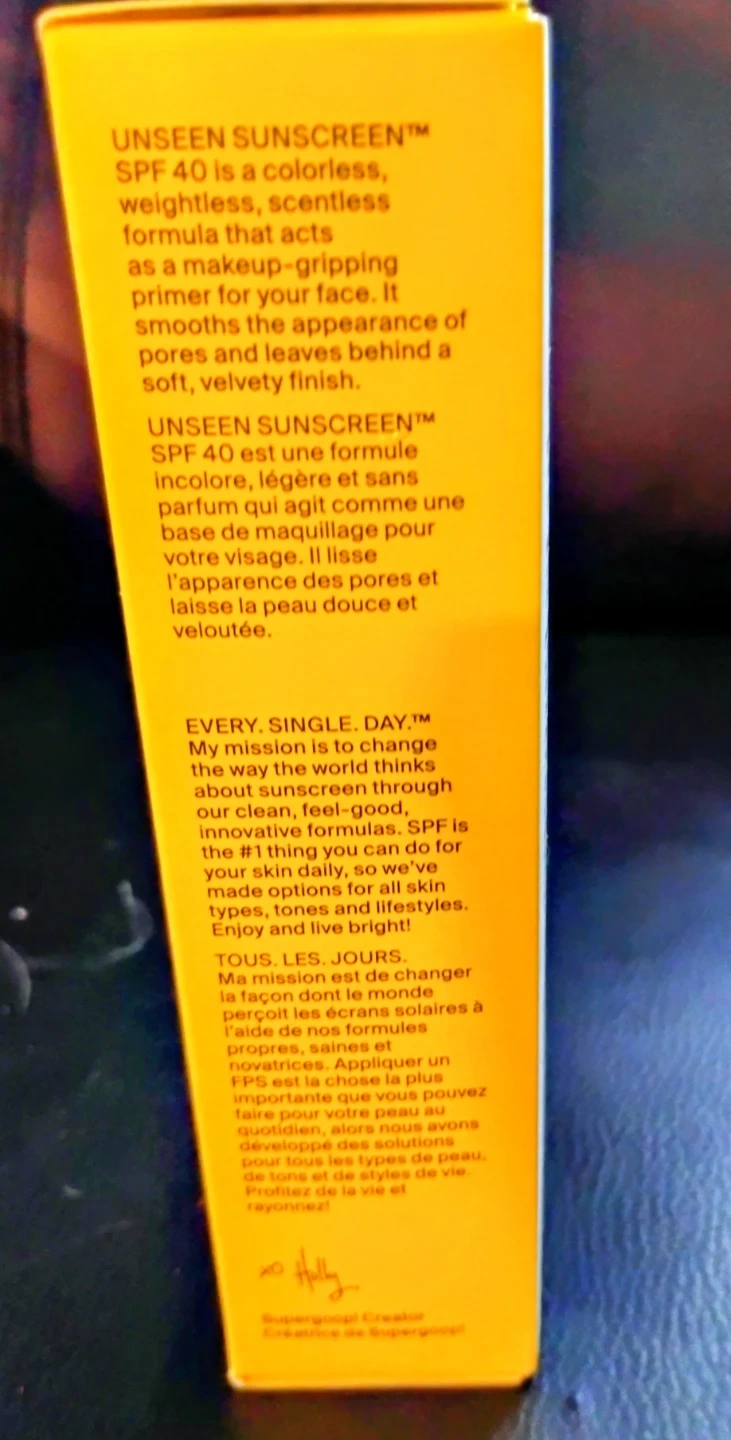 UNSEEN SUNSCREEN™
SPF 40 is a colorless,
weightless, scentless
formula that acts
as a makeup-gripping
primer for your face. It
smooths the appearance of
pores and leaves behind a
soft, velvety finish.
UNSEEN SUNSCREEN™
SPF 40 est une formule
incolore, légère et sans
parfum qui agit comme une
base de maquillage pour
votre visage. Il lisse
l'apparence des pores et
laisse la peau douce et
veloutée.
EVERY. SINGLE. DAY.™
My mission is to change
the way the world thinks
about sunscreen through
our clean, feel-good,
innovative formulas. SPF is
the #1 thing you can do for
your skin daily, so we've
made options for all skin
types, tones and lifestyles.
Enjoy and live bright!
TOUS. LES. JOURS.
Ma mission est de changer
la façon dont le monde
perçoit les écrans solaires à
l'aide de nos formules
propres, saines et
novatrices. Appliquer un
FPS est la chose la plus
importante que vous pouvez
faire pour votre peau au
quotidien, alors nous avons
développé des solutions
pour tous les types de peau,
de tons et de styles de vie.
Profitez de la vie et
rayonnez!
xo Holly
Supergoop! Creator
Créatrice de Supergoop!